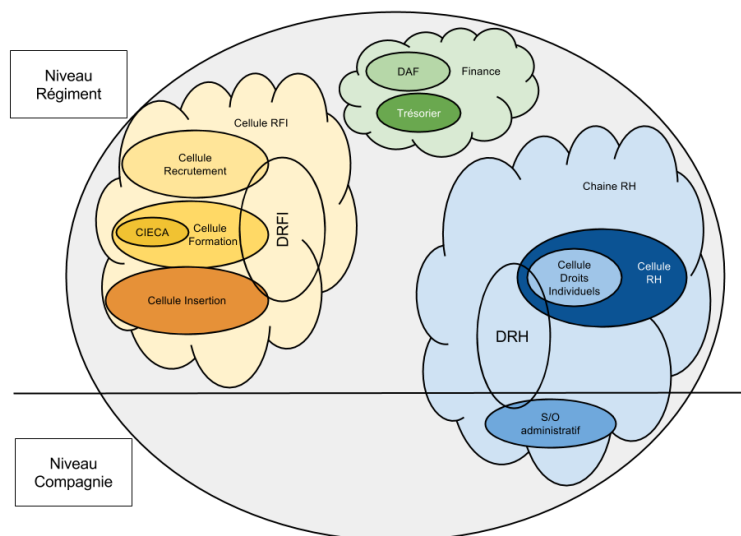 Niveau
Régiment
DAF
Finance
Trésorier
Cellule RFI
Cellule
Recrutement
CIECA
Cellule
Formation
DRFI
Cellule Insertion
Chaine RH
Cellule
Droits
Individuels
Cellule
RH
DRH
S/O
administratif
Niveau
Compagnie